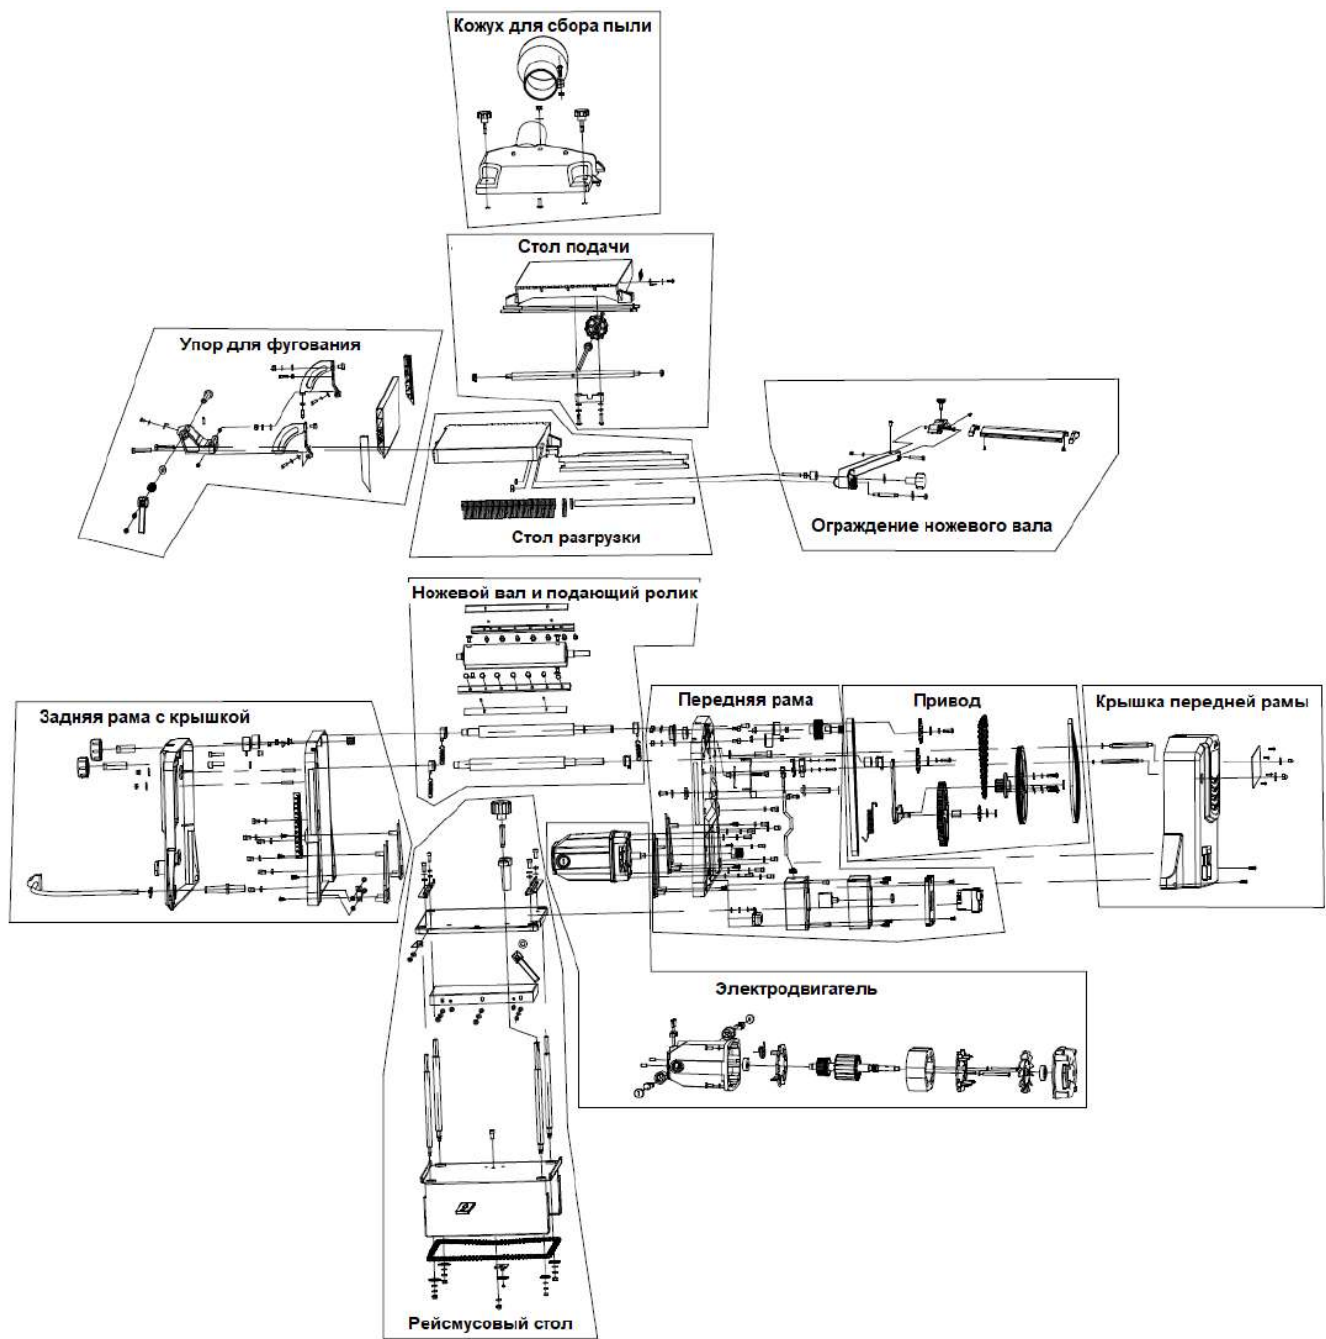 Кожух для сбора пыли
Стол подачи
Упор для фугования
Ограждение ножевого вала
Стол разгрузки
Ножевой вал и подающий ролик
Задняя рама с крышкой
Передняя рама
Привод
Крышка передней рамы
Электродвигатель
Рейсмусовый стол